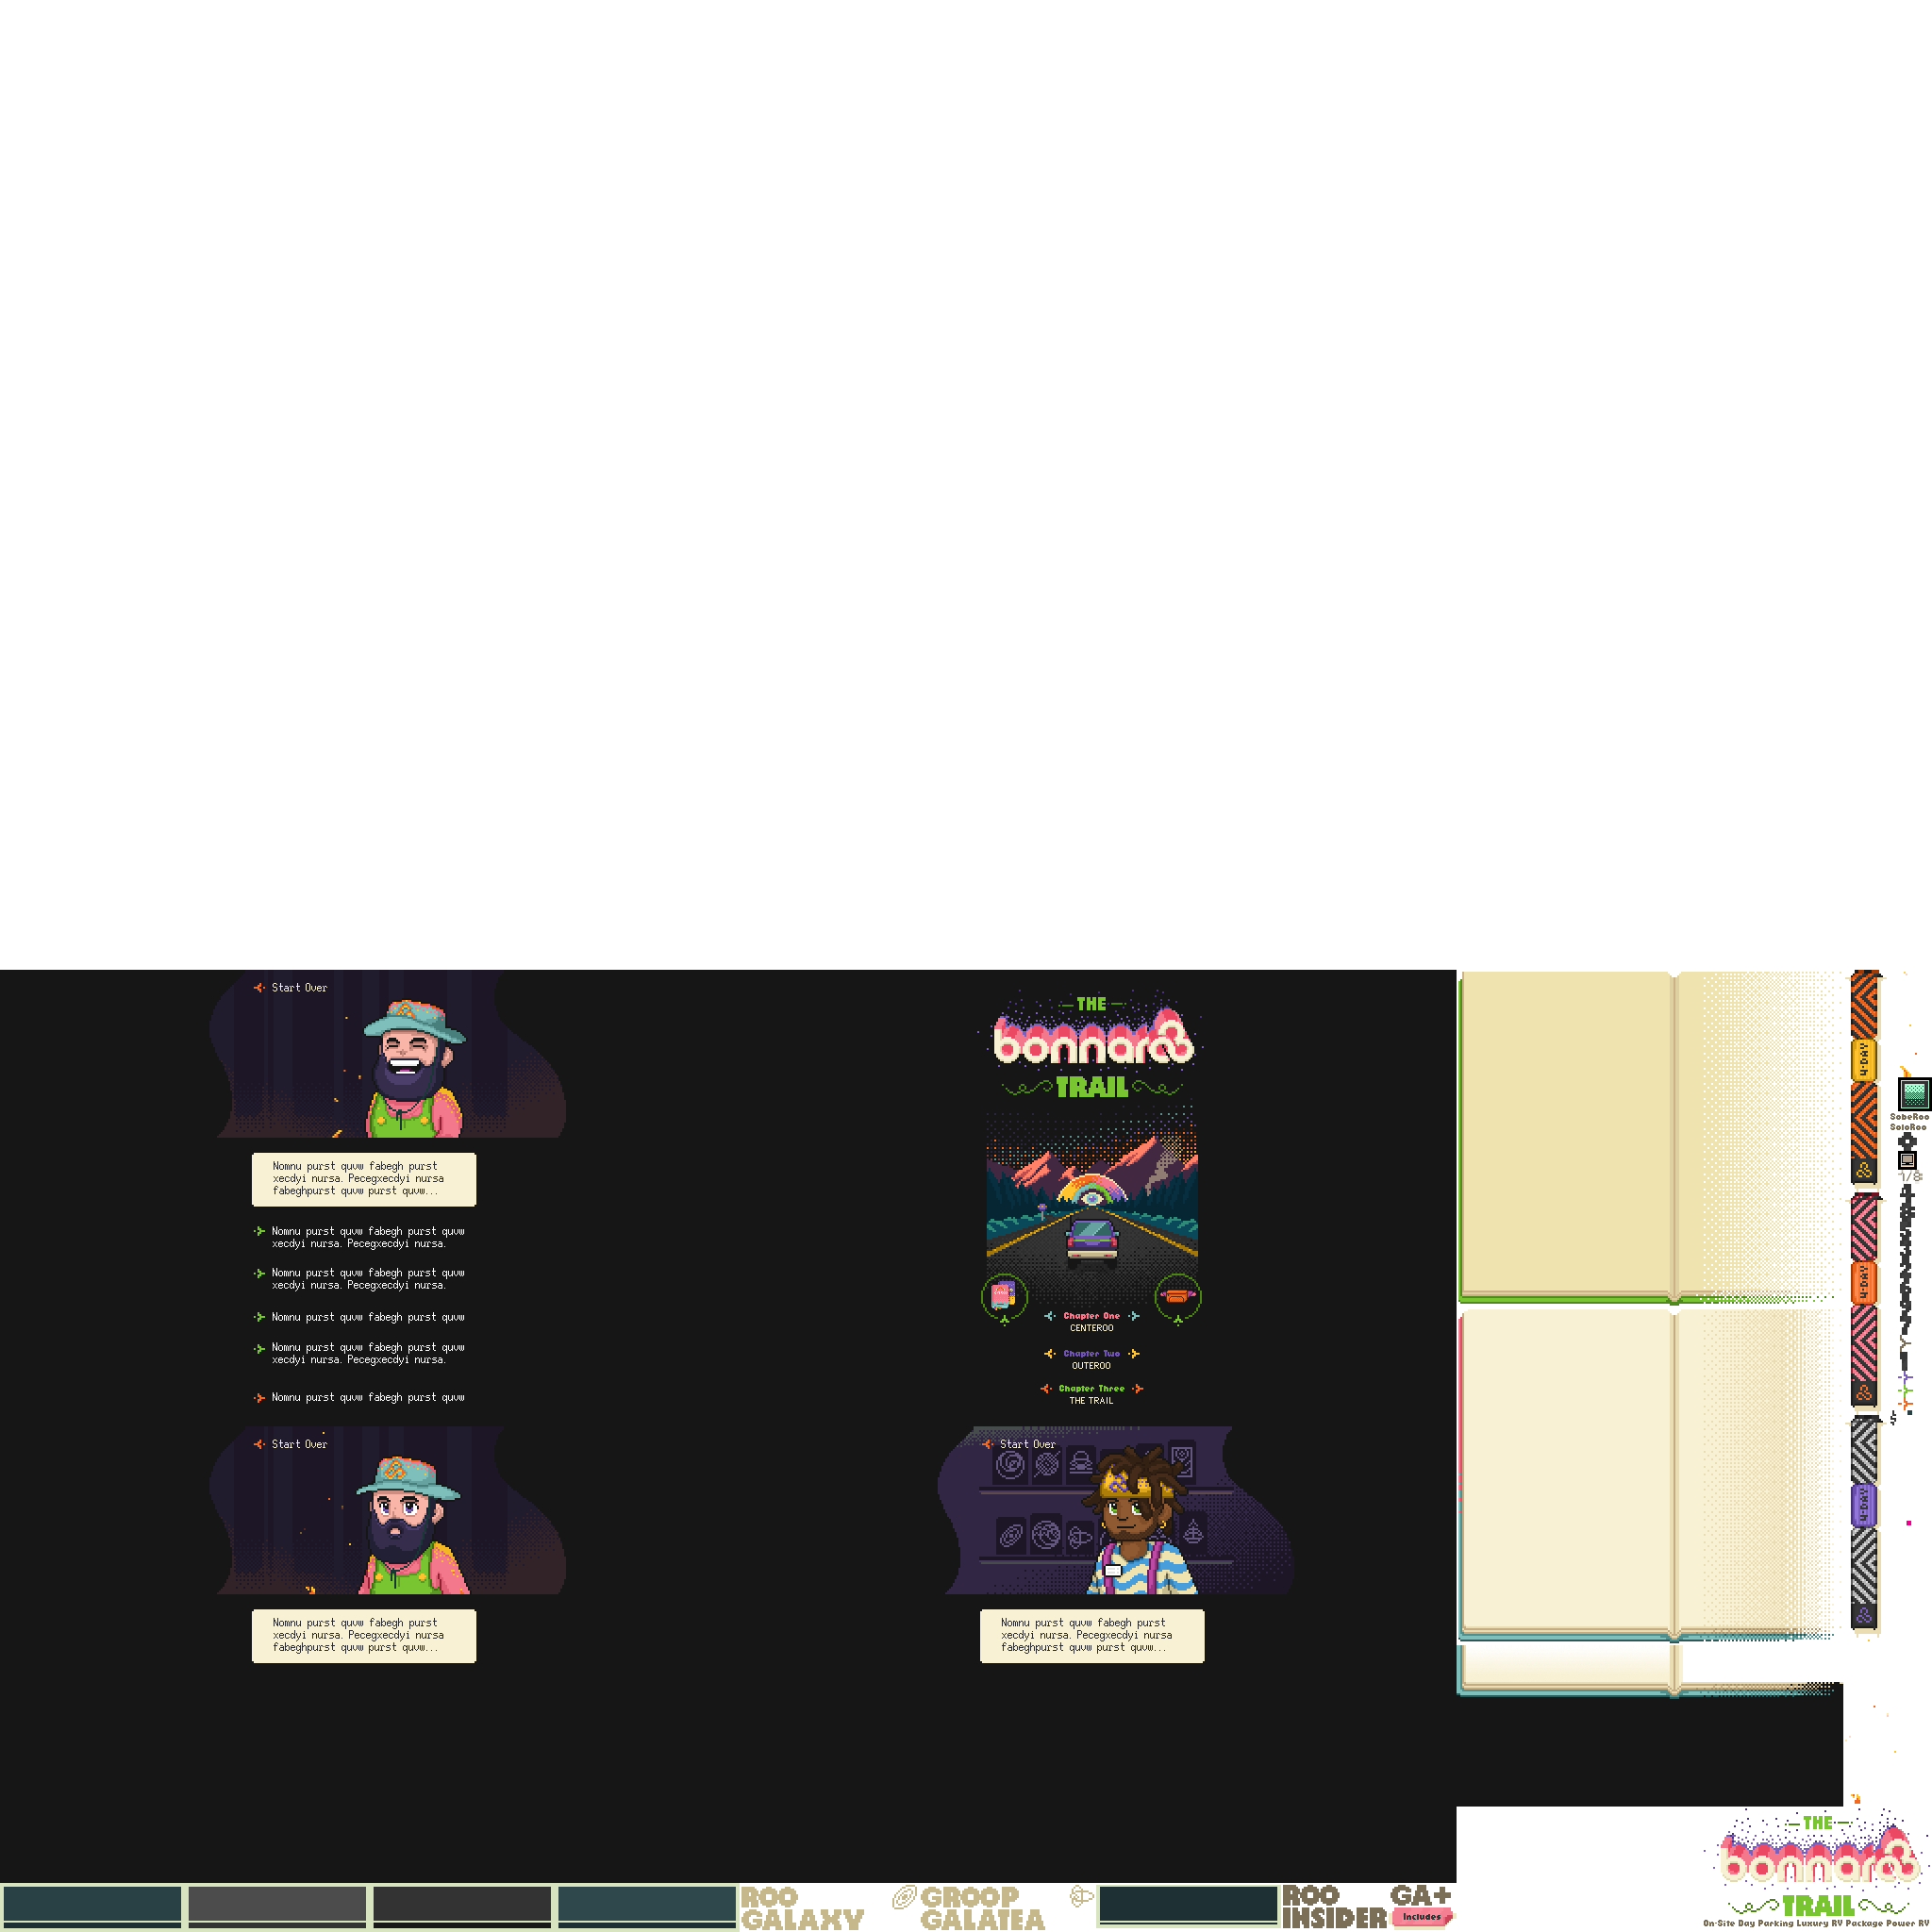 Start Over
Nomnu purst quvw fabegh purst
xecdyi nursa. Pecegxecdyi nursa
fabeghpurst quvw purst quvw...
Nomnu purst quvw fabegh purst quvw
xecdyi nursa. Pecegxecdyi nursa.
Nomnu purst quvw fabegh purst quvw
xecdyi nursa. Pecegxecdyi nursa.
Nomnu purst quvw fabegh purst quvw
Nomnu purst quvw fabegh purst quvw
xecdyi nursa. Pecegxecdyi nursa.
Nomnu purst quvw fabegh purst quvw
Start Over
Nomnu purst quvw fabegh purst
xecdyi nursa. Pecegxecdyi nursa
fabeghpurst quvw purst quvw...
THE
bonnaroo
TRAIL
Chapter One
CENTEROO
Chapter Two
OUTEROO
Chapter Three
THE TRAIL
Start Over
Nomnu purst quvw fabegh purst
xecdyi nursa. Pecegxecdyi nursa
fabeghpurst quvw purst quvw...
4-DAY
4-DAY
4-DAY
SobeRoo
SoloRoo
1/8
$
THE
bonnaroo
TRAIL
On-Site Day Parking Luxury RV Package Power RV
ROO
GALAXY
GROOP
GALATEA
ROO
INSIDER
GA+
Includes